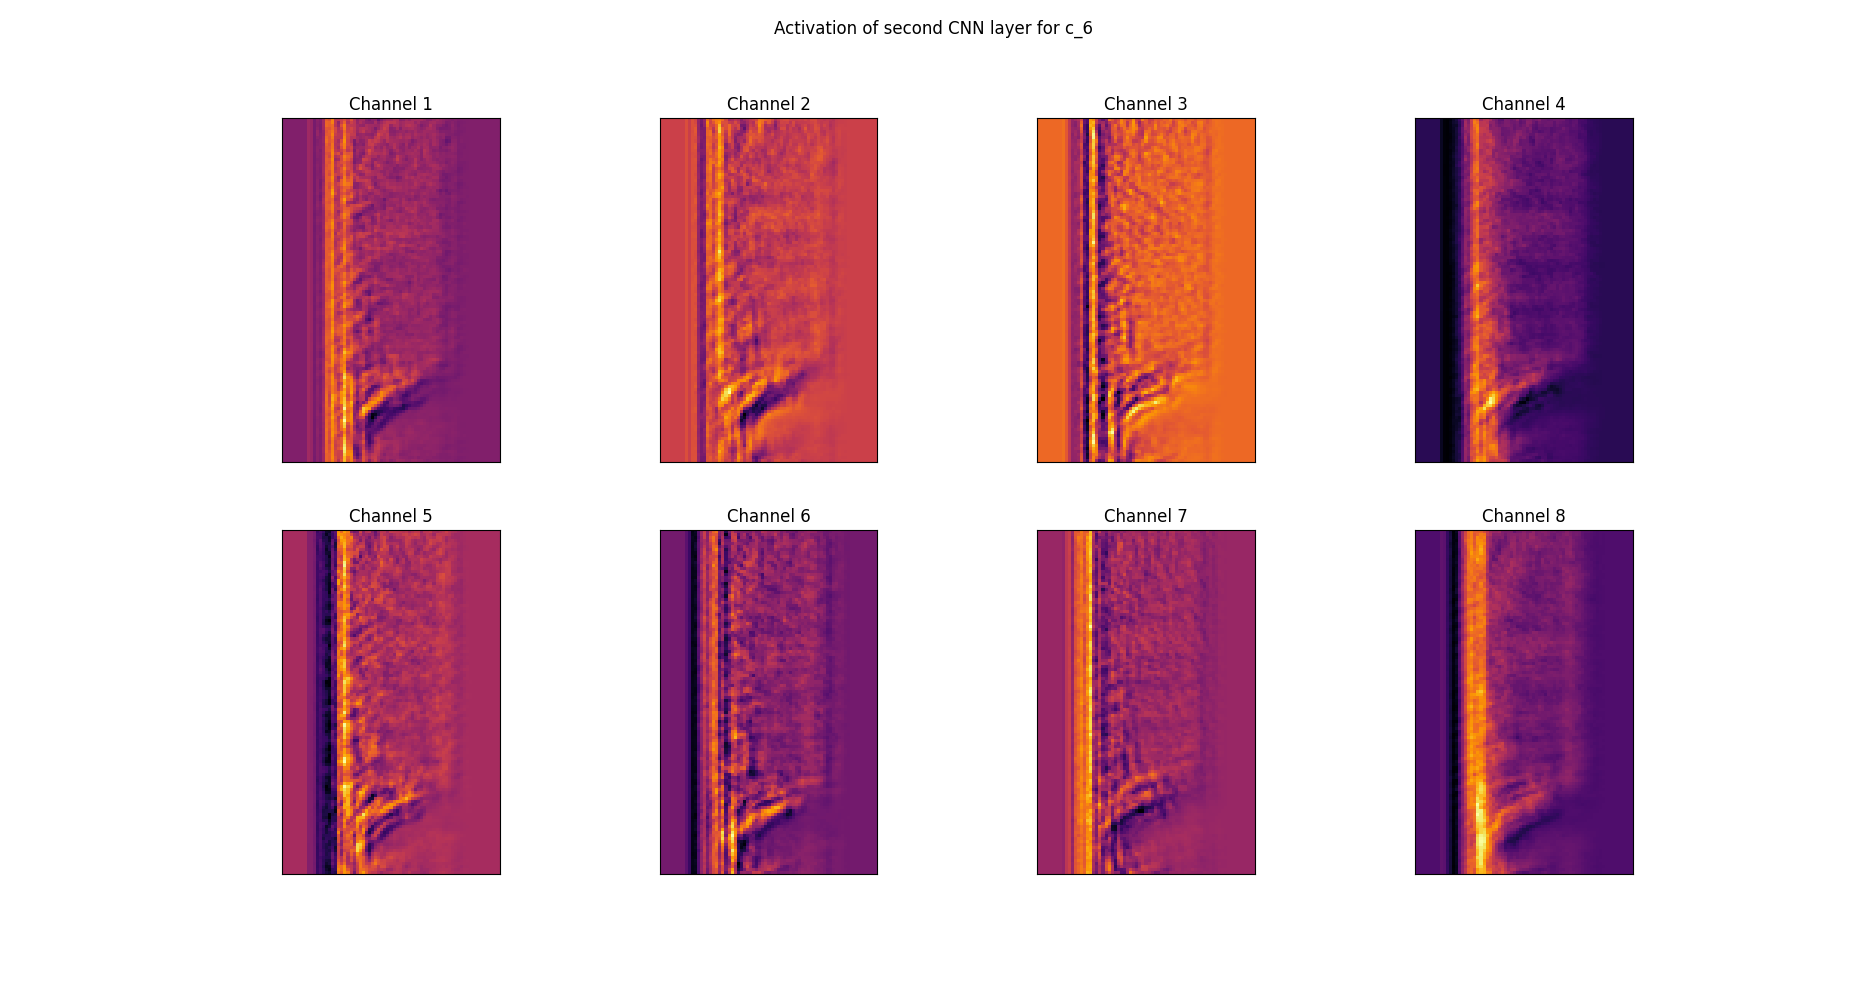 Activation of second CNN layer for c_6
Channel 1
Channel 2
Channel 3
Channel 4
Channel 5
Channel 6
Channel 7
Channel 8